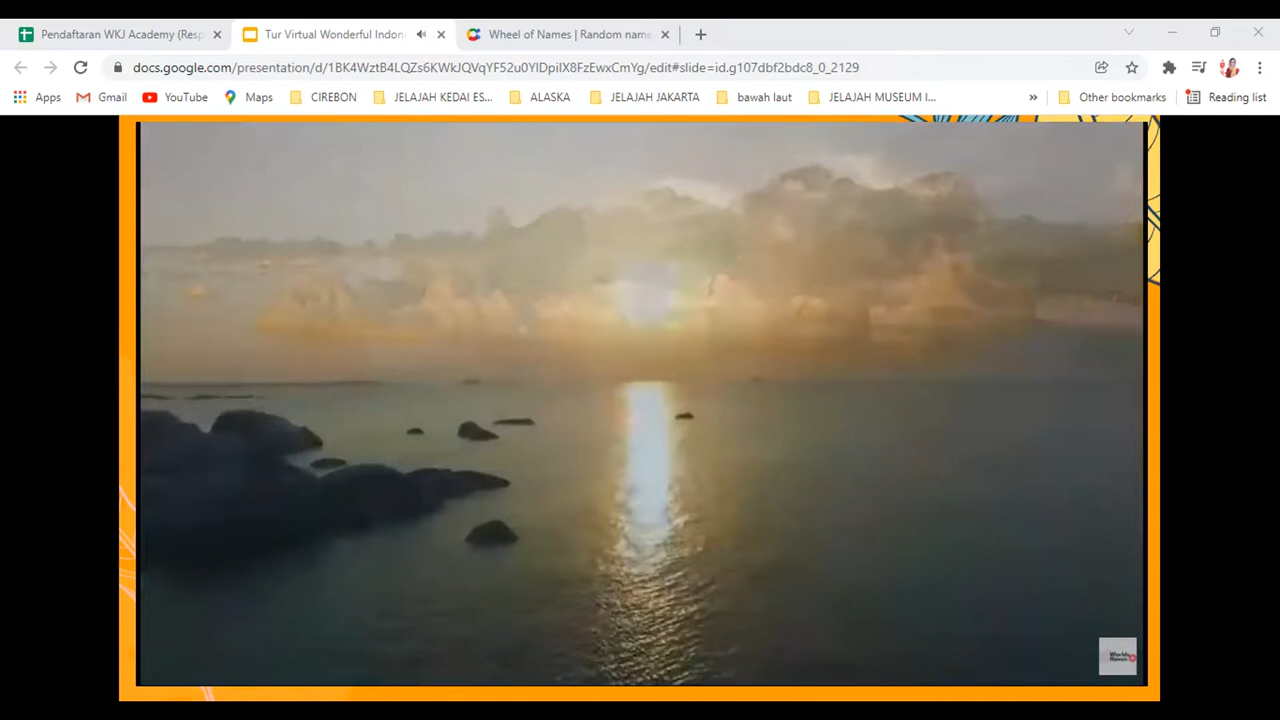 Pendaftaran WKJ Academy (Resp
Tur Virtual Wonderful Indon
Wheel of Names | Random name
docs.google.com/presentation/d/1BK4WztB4LQZs6KWkJQVqYF52u0YlDpiIX8FzEwxCmYg/edit#slide=id.g107dbf2bdc8_0_2129
Apps Gmail YouTube Maps CIREBON JELAJAH KEDAI ES... ALASKA JELAJAH JAKARTA bawah laut JELAJAH MUSEUM I... » Other bookmarks Reading list